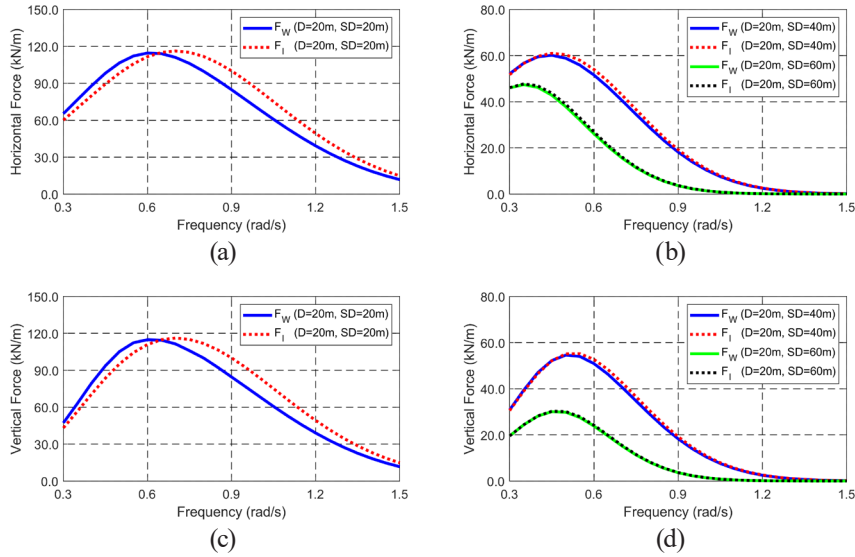 150.0
120.0
90.0
60.0
30.0
0.0
Horizontal Force (kN/m)
F_W (D=20m, SD=20m)
F_I (D=20m, SD=20m)
0.3 0.6 0.9 1.2 1.5
Frequency (rad/s)
(a)
80.0
60.0
40.0
20.0
0.0
Horizontal Force (kN/m)
F_W (D=20m, SD=40m)
F_I (D=20m, SD=40m)
F_W (D=20m, SD=60m)
F_I (D=20m, SD=60m)
0.3 0.6 0.9 1.2 1.5
Frequency (rad/s)
(b)
150.0
120.0
90.0
60.0
30.0
0.0
Vertical Force (kN/m)
F_W (D=20m, SD=20m)
F_I (D=20m, SD=20m)
0.3 0.6 0.9 1.2 1.5
Frequency (rad/s)
(c)
80.0
60.0
40.0
20.0
0.0
Vertical Force (kN/m)
F_W (D=20m, SD=40m)
F_I (D=20m, SD=40m)
F_W (D=20m, SD=60m)
F_I (D=20m, SD=60m)
0.3 0.6 0.9 1.2 1.5
Frequency (rad/s)
(d)